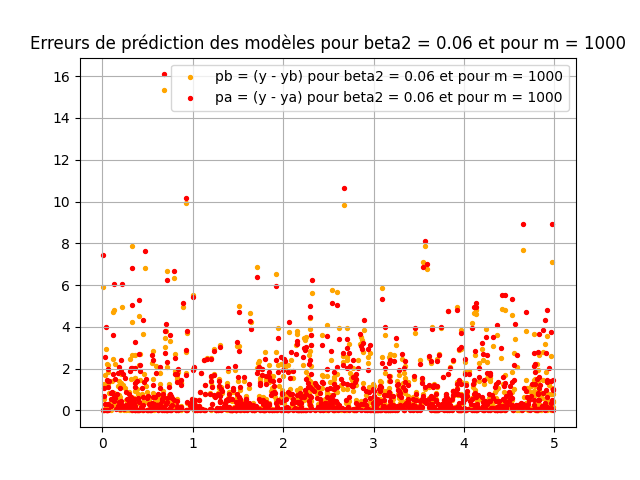 Erreurs de prédiction des modèles pour beta2 = 0.06 et pour m = 1000
pb = (y - yb) pour beta2 = 0.06 et pour m = 1000
pa = (y - ya) pour beta2 = 0.06 et pour m = 1000
16
14
12
10
8
6
4
2
0
0 1 2 3 4 5